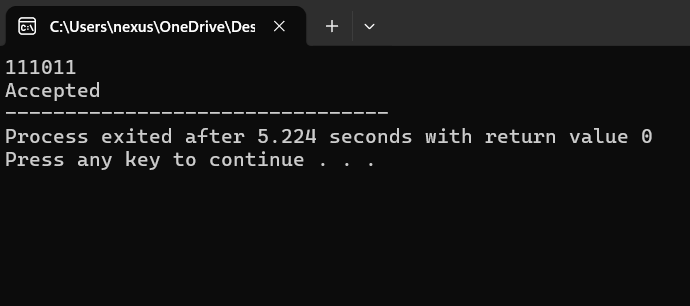 C:\Users\nexus\OneDrive\Des
111011
Accepted
--------------------------------
Process exited after 5.224 seconds with return value 0
Press any key to continue . . .